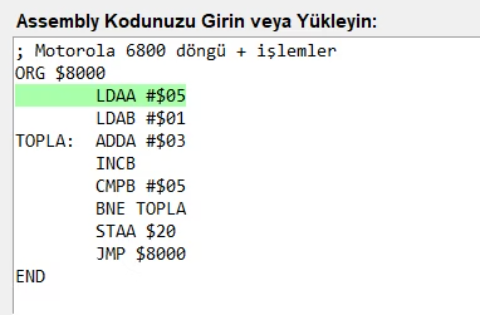 Assembly Kodunuzu Girin veya Yükleyin:
; Motorola 6800 döngü + işlemler
ORG $8000
LDAA #$05
LDAB #$01
TOPLA: ADDA #$03
INCB
CMPB #$05
BNE TOPLA
STAA $20
JMP $8000
END